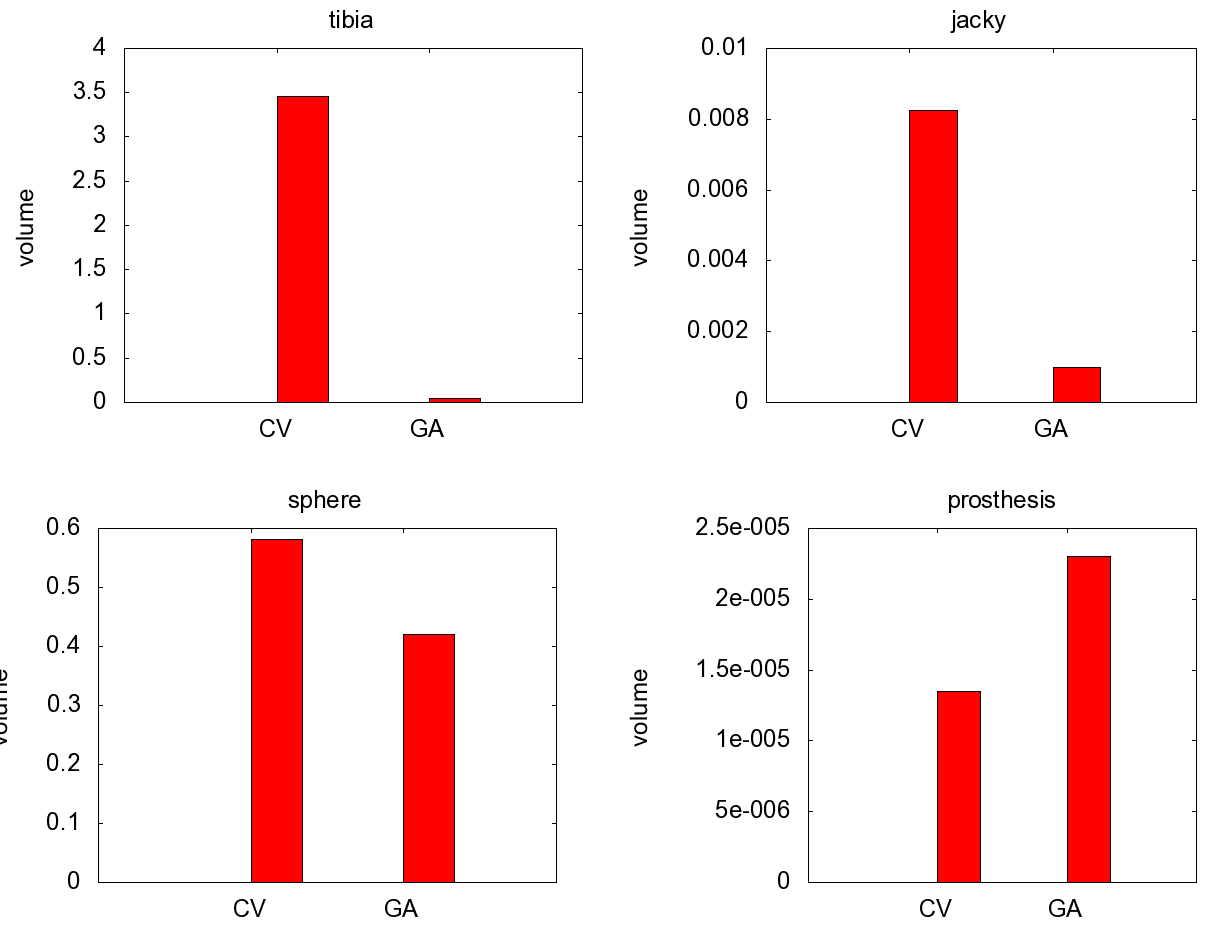 tibia
4
3.5
3
2.5
2
1.5
1
0.5
0
volume
CV GA
jacky
0.01
0.008
0.006
0.004
0.002
0
volume
CV GA
sphere
0.6
0.5
0.4
0.3
0.2
0.1
0
volume
CV GA
prosthesis
2.5e-005
2e-005
1.5e-005
1e-005
5e-006
0
volume
CV GA